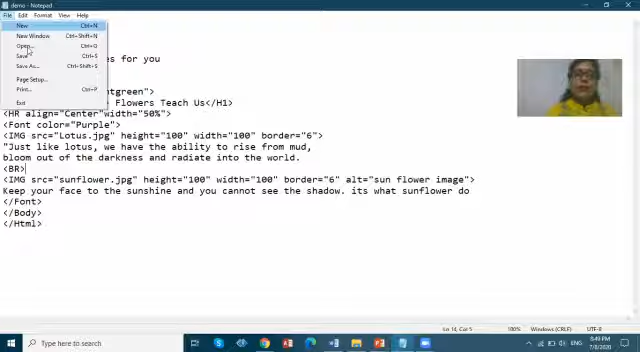 demo - Notepad
File Edit Format View Help
New Ctrl+N
New Window Ctrl+Shift+N
Open... Ctrl+O
Save Ctrl+S
Save As... Ctrl+Shift+S
Page Setup...
Print... Ctrl+P
Exit
es for you
ntgreen">
Flowers Teach Us</H1>
<HR align="Center"width="50%">
<Font color="Purple">
<IMG src="Lotus.jpg" height="100" width="100" border="6">
"Just like lotus, we have the ability to rise from mud,
bloom out of the darkness and radiate into the world.
<BR>
<IMG src="sunflower.jpg" height="100" width="100" border="6" alt="sun flower image">
Keep your face to the sunshine and you cannot see the shadow. its what sunflower do
</Font>
</Body>
</Html>
Ln 14, Col 5 100% Windows (CRLF) UTF-8
Type here to search
ENG
5:49 PM
7/8/2020